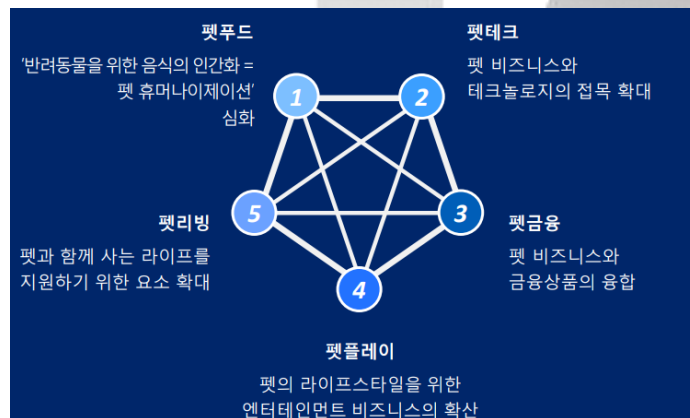 펫푸드
'반려동물을 위한 음식의 인간화 =
펫 휴머나이제이션'
심화
1
펫테크
펫 비즈니스와
테크놀로지의 접목 확대
2
펫금융
펫 비즈니스와
금융상품의 융합
3
펫플레이
펫의 라이프스타일을 위한
엔터테인먼트 비즈니스의 확산
4
펫리빙
펫과 함께 사는 라이프를
지원하기 위한 요소 확대
5